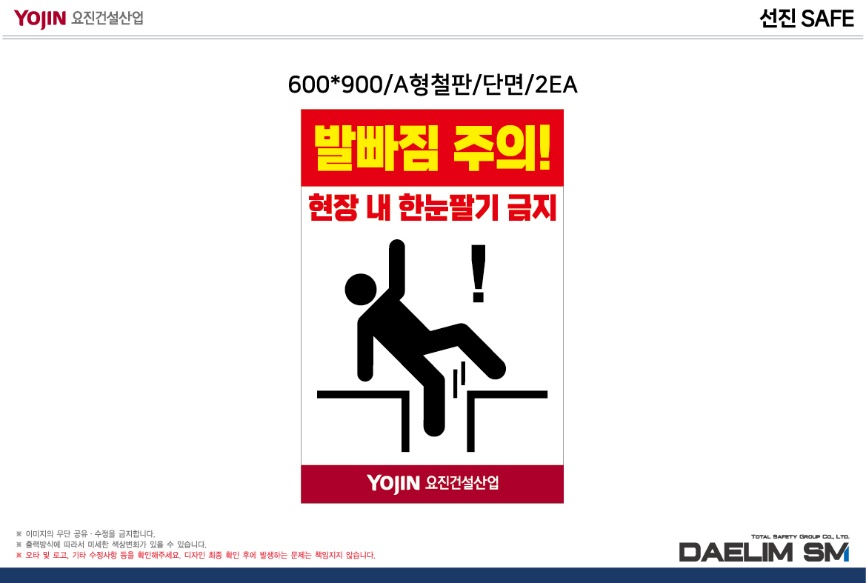 YOJIN 요진건설산업
선진 SAFE
600*900/A형철판/단면/2EA
발빠짐 주의!
현장 내 한눈팔기 금지
!
YOJIN 요진건설산업
※ 이미지의 무단 공유 · 수정을 금지합니다.
※ 출력방식에 따라서 미세한 색상변화가 있을 수 있습니다.
※ 오타 및 로고, 기타 수정사항 등을 확인해주세요. 디자인 최종 확인 후에 발생하는 문제는 책임지지 않습니다.
TOTAL SAFETY GROUP CO., LTD.
DAELIM SM